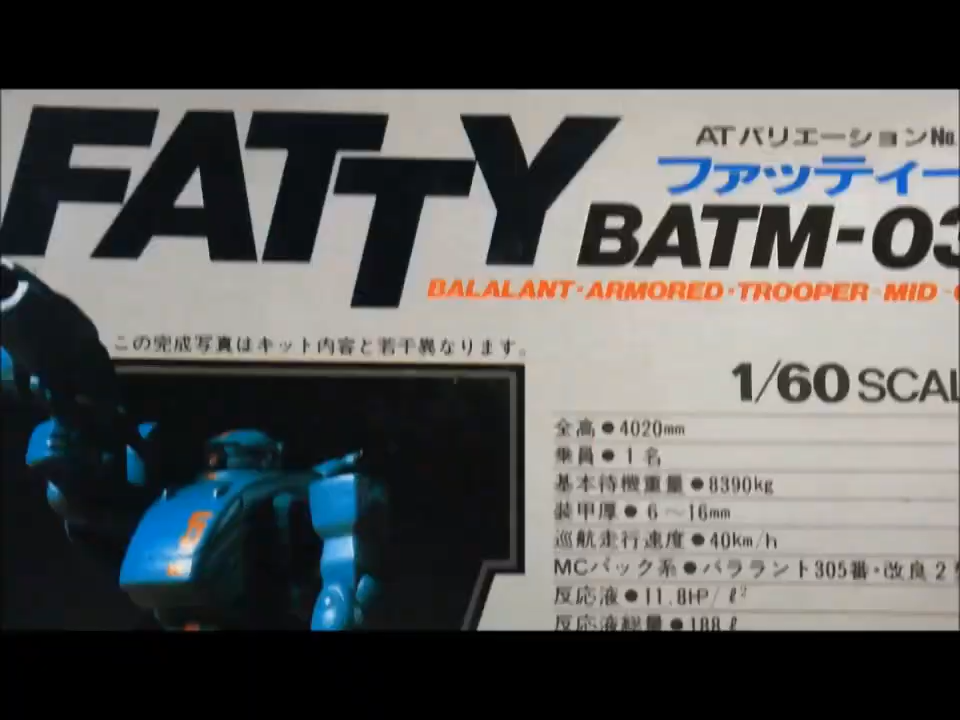 FATTY
ATバリエーションNo.
ファッティー
BATM-03
BALALANT·ARMORED·TROOPER·MID-
この完成写真はキット内容と若干異なります。
1/60 SCAL
全高●4020mm
乗員●1名
基本待機重量●8390kg
装甲厚●6〜16mm
巡航走行速度●40km/h
MCパック系●バララント305番・改良2
反応液●11.8HP/ℓ²
反応液総量●188ℓ
5